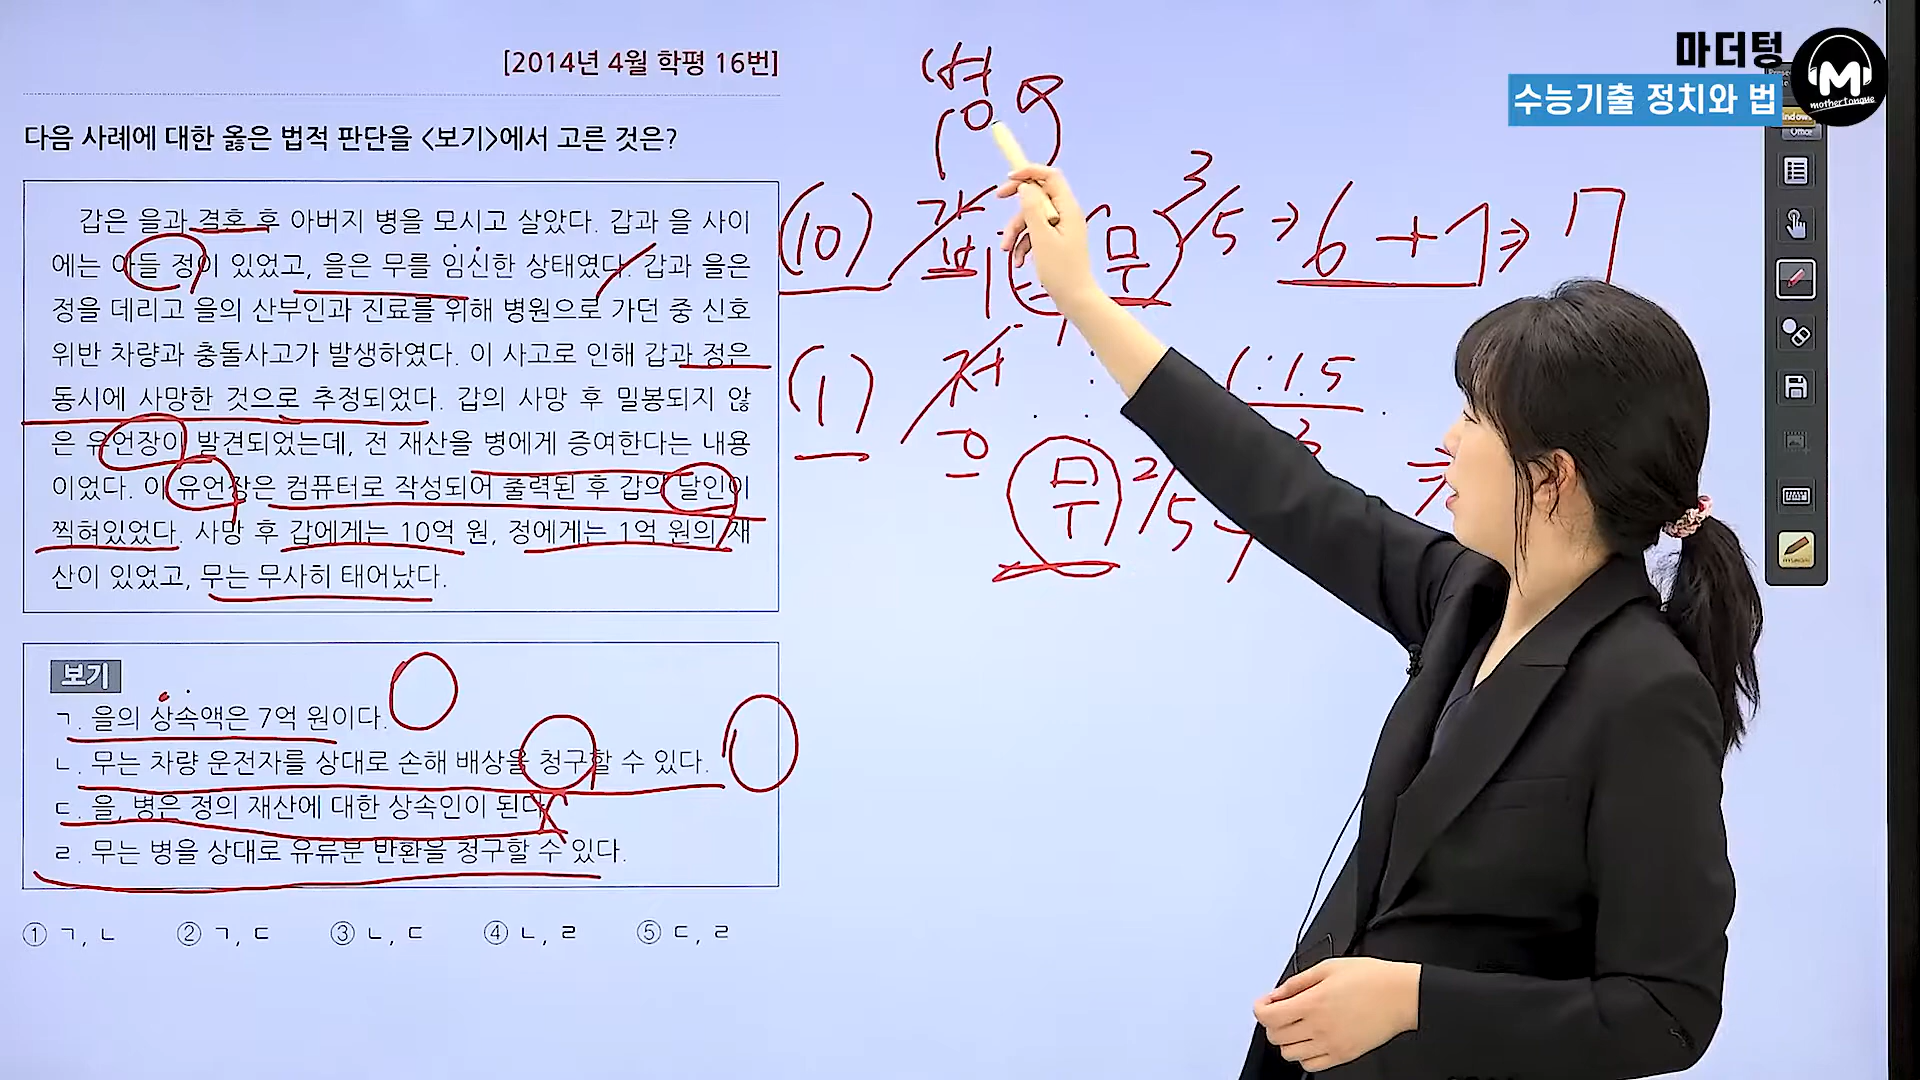 [2014년 4월 학평 16번]
다음 사례에 대한 옳은 법적 판단을 <보기>에서 고른 것은?
갑은 을과 결혼 후 아버지 병을 모시고 살았다. 갑과 을 사이
에는 아들 정이 있었고, 을은 무를 임신한 상태였다. 갑과 을은
정을 데리고 을의 산부인과 진료를 위해 병원으로 가던 중 신호
위반 차량과 충돌사고가 발생하였다. 이 사고로 인해 갑과 정은
동시에 사망한 것으로 추정되었다. 갑의 사망 후 밀봉되지 않
은 유언장이 발견되었는데, 전 재산을 병에게 증여한다는 내용
이었다. 이 유언장은 컴퓨터로 작성되어 출력된 후 갑의 달인이
찍혀있었다. 사망 후 갑에게는 10억 원, 정에게는 1억 원의 재
산이 있었고, 무는 무사히 태어났다.
보기
ㄱ. 을의 상속액은 7억 원이다.
ㄴ. 무는 차량 운전자를 상대로 손해 배상을 청구할 수 있다.
ㄷ. 을, 병은 정의 재산에 대한 상속인이 된다
ㄹ. 무는 병을 상대로 유류분 반환을 청구할 수 있다.
① ㄱ, ㄴ ② ㄱ, ㄷ ③ ㄴ, ㄷ ④ ㄴ, ㄹ ⑤ ㄷ, ㄹ
마더텅
수능기출 정치와 법
M
mothertongue
병
(10) 갑 무 3/5 ⇒ 6 + 1 ⇒ 7
(1) 정 1:1.5
무 2/5